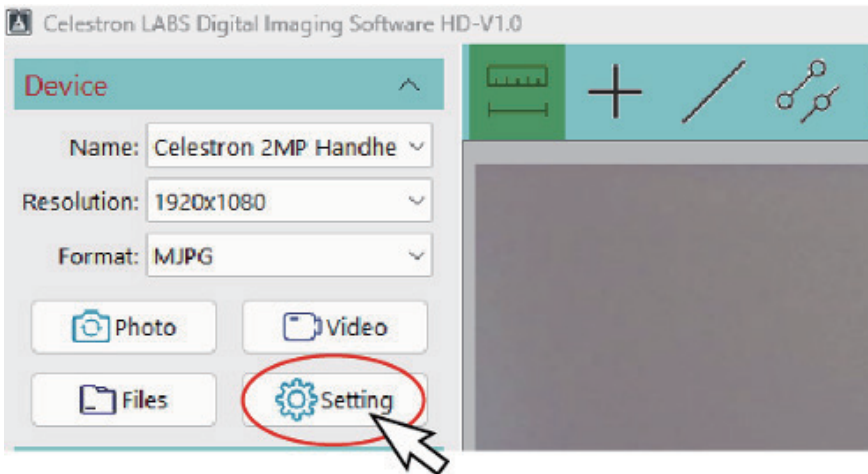 Celestron LABS Digital Imaging Software HD-V1.0
Device
Name: Celestron 2MP Handhe
Resolution: 1920x1080
Format: MJPG
Photo Video
Files Setting